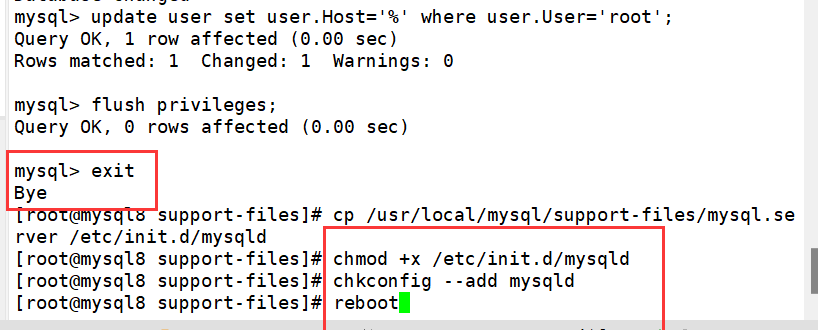 mysql> update user set user.Host='%' where user.User='root';
Query OK, 1 row affected (0.00 sec)
Rows matched: 1  Changed: 1  Warnings: 0
mysql> flush privileges;
Query OK, 0 rows affected (0.00 sec)
mysql> exit
Bye
[root@mysql8 support-files]# cp /usr/local/mysql/support-files/mysql.se
rver /etc/init.d/mysqld
[root@mysql8 support-files]# chmod +x /etc/init.d/mysqld
[root@mysql8 support-files]# chkconfig --add mysqld
[root@mysql8 support-files]# reboot